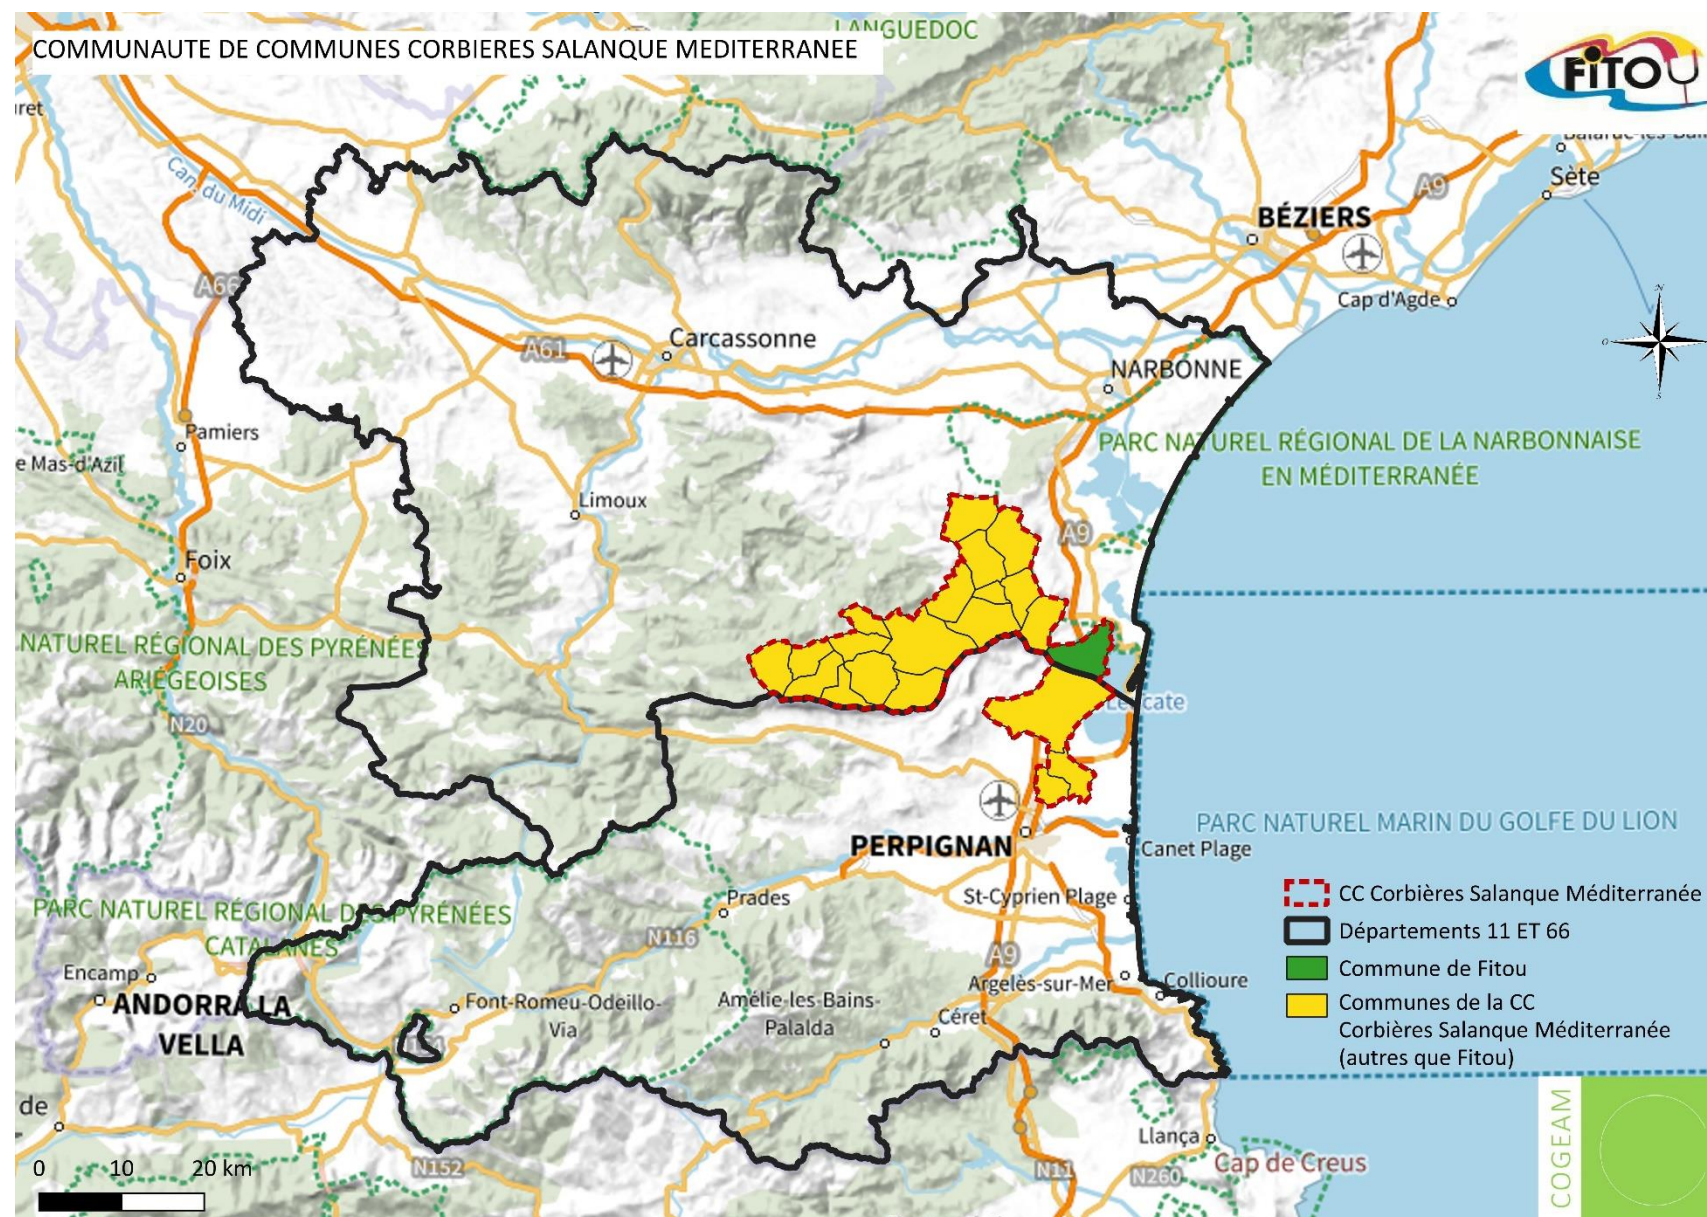 LANGUEDOC
COMMUNAUTE DE COMMUNES CORBIERES SALANQUE MEDITERRANEE
FiTOU
Sète
A9
BÉZIERS
Canal du Midi
A66
Cap d'Agde
N
O
S
Carcassonne
A61
NARBONNE
Pamiers
PARC NATUREL RÉGIONAL DE LA NARBONNAISE
EN MÉDITERRANÉE
e Mas-d'Azil
Limoux
A9
Foix
NATUREL RÉGIONAL DES PYRÉNÉES
ARIÉGEOISES
N20
Leucate
PERPIGNAN
PARC NATUREL MARIN DU GOLFE DU LION
Canet Plage
Prades
St-Cyprien Plage
CC Corbières Salanque Méditerranée
Départements 11 ET 66
Commune de Fitou
Communes de la CC
Corbières Salanque Méditerranée
(autres que Fitou)
PARC NATUREL RÉGIONAL DES PYRÉNÉES
CATALANES
N116
A9
Encamp
Argelès-sur-Mer
Collioure
ANDORRA LA
VELLA
Font-Romeu-Odeillo-
Via
Amélie-les-Bains-
Palalda
Céret
de
Llança
Cap de Creus
N152
N11
N260
0 10 20 km
COGEAM